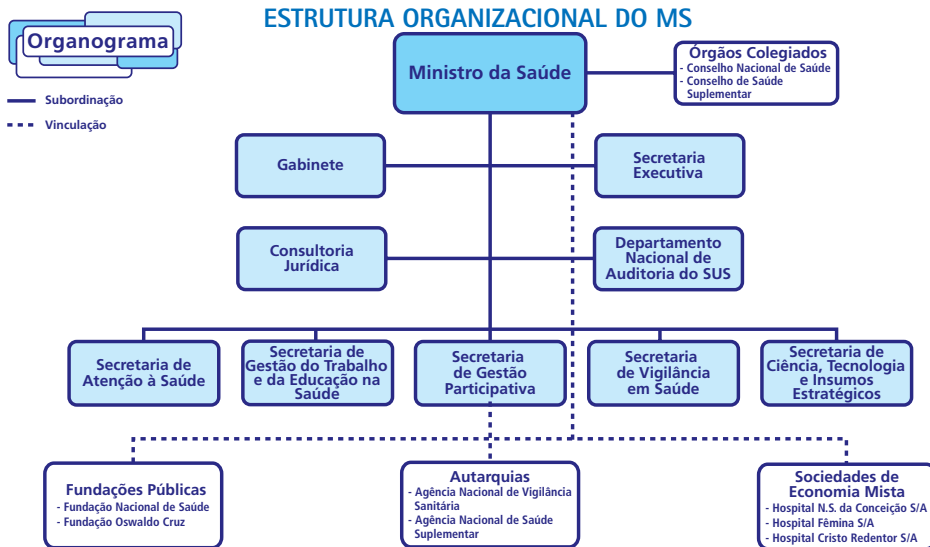 ESTRUTURA ORGANIZACIONAL DO MS
Organograma
Subordinação
Vinculação
Ministro da Saúde
Órgãos Colegiados
- Conselho Nacional de Saúde
- Conselho de Saúde
Suplementar
Gabinete
Secretaria
Executiva
Consultoria
Jurídica
Departamento
Nacional de
Auditoria do SUS
Secretaria de
Atenção à Saúde
Secretaria de
Gestão do Trabalho
e da Educação na
Saúde
Secretaria
de Gestão
Participativa
Secretaria
de Vigilância
em Saúde
Secretaria de
Ciência, Tecnologia
e Insumos
Estratégicos
Fundações Públicas
- Fundação Nacional de Saúde
- Fundação Oswaldo Cruz
Autarquias
- Agência Nacional de Vigilância
Sanitária
- Agência Nacional de Saúde
Suplementar
Sociedades de
Economia Mista
- Hospital N.S. da Conceição S/A
- Hospital Fêmina S/A
- Hospital Cristo Redentor S/A